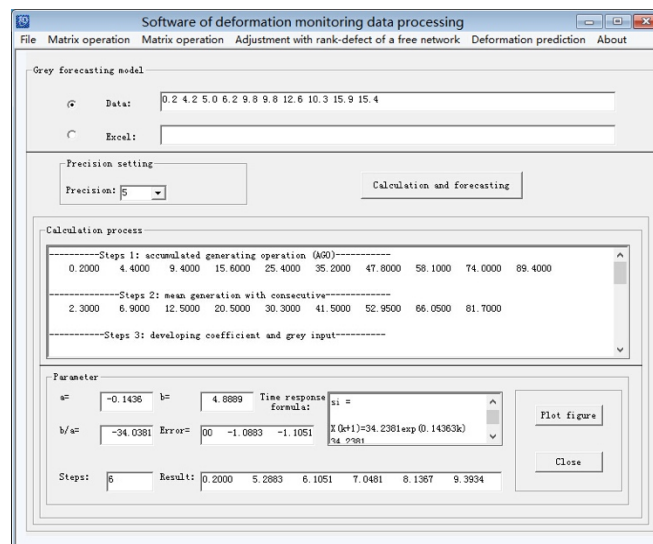 Software of deformation monitoring data processing
File Matrix operation Matrix operation Adjustment with rank-defect of a free network Deformation prediction About
Grey forecasting model
Data: 0.2 4.2 5.0 6.2 9.8 9.8 12.6 10.3 15.9 15.4
Excel:
Precision setting
Precision: 5
Calculation and forecasting
Calculation process
----------Steps 1: accumulated generating operation (AGO)-----------
0.2000 4.4000 9.4000 15.6000 25.4000 35.2000 47.8000 58.1000 74.0000 89.4000
---------------Steps 2: mean generation with consecutive--------------
2.3000 6.9000 12.5000 20.5000 30.3000 41.5000 52.9500 66.0500 81.7000
-----------Steps 3: developing coefficient and grey input----------
Parameter
a= -0.1436 b= 4.8889 Time response formula:
si =
X(k+1)=34.2381exp(0.14363k)
34.2381
b/a= -34.0381 Error= 00 -1.0883 -1.1051
Plot figure
Close
Steps: 6 Result: 0.2000 5.2883 6.1051 7.0481 8.1367 9.3934